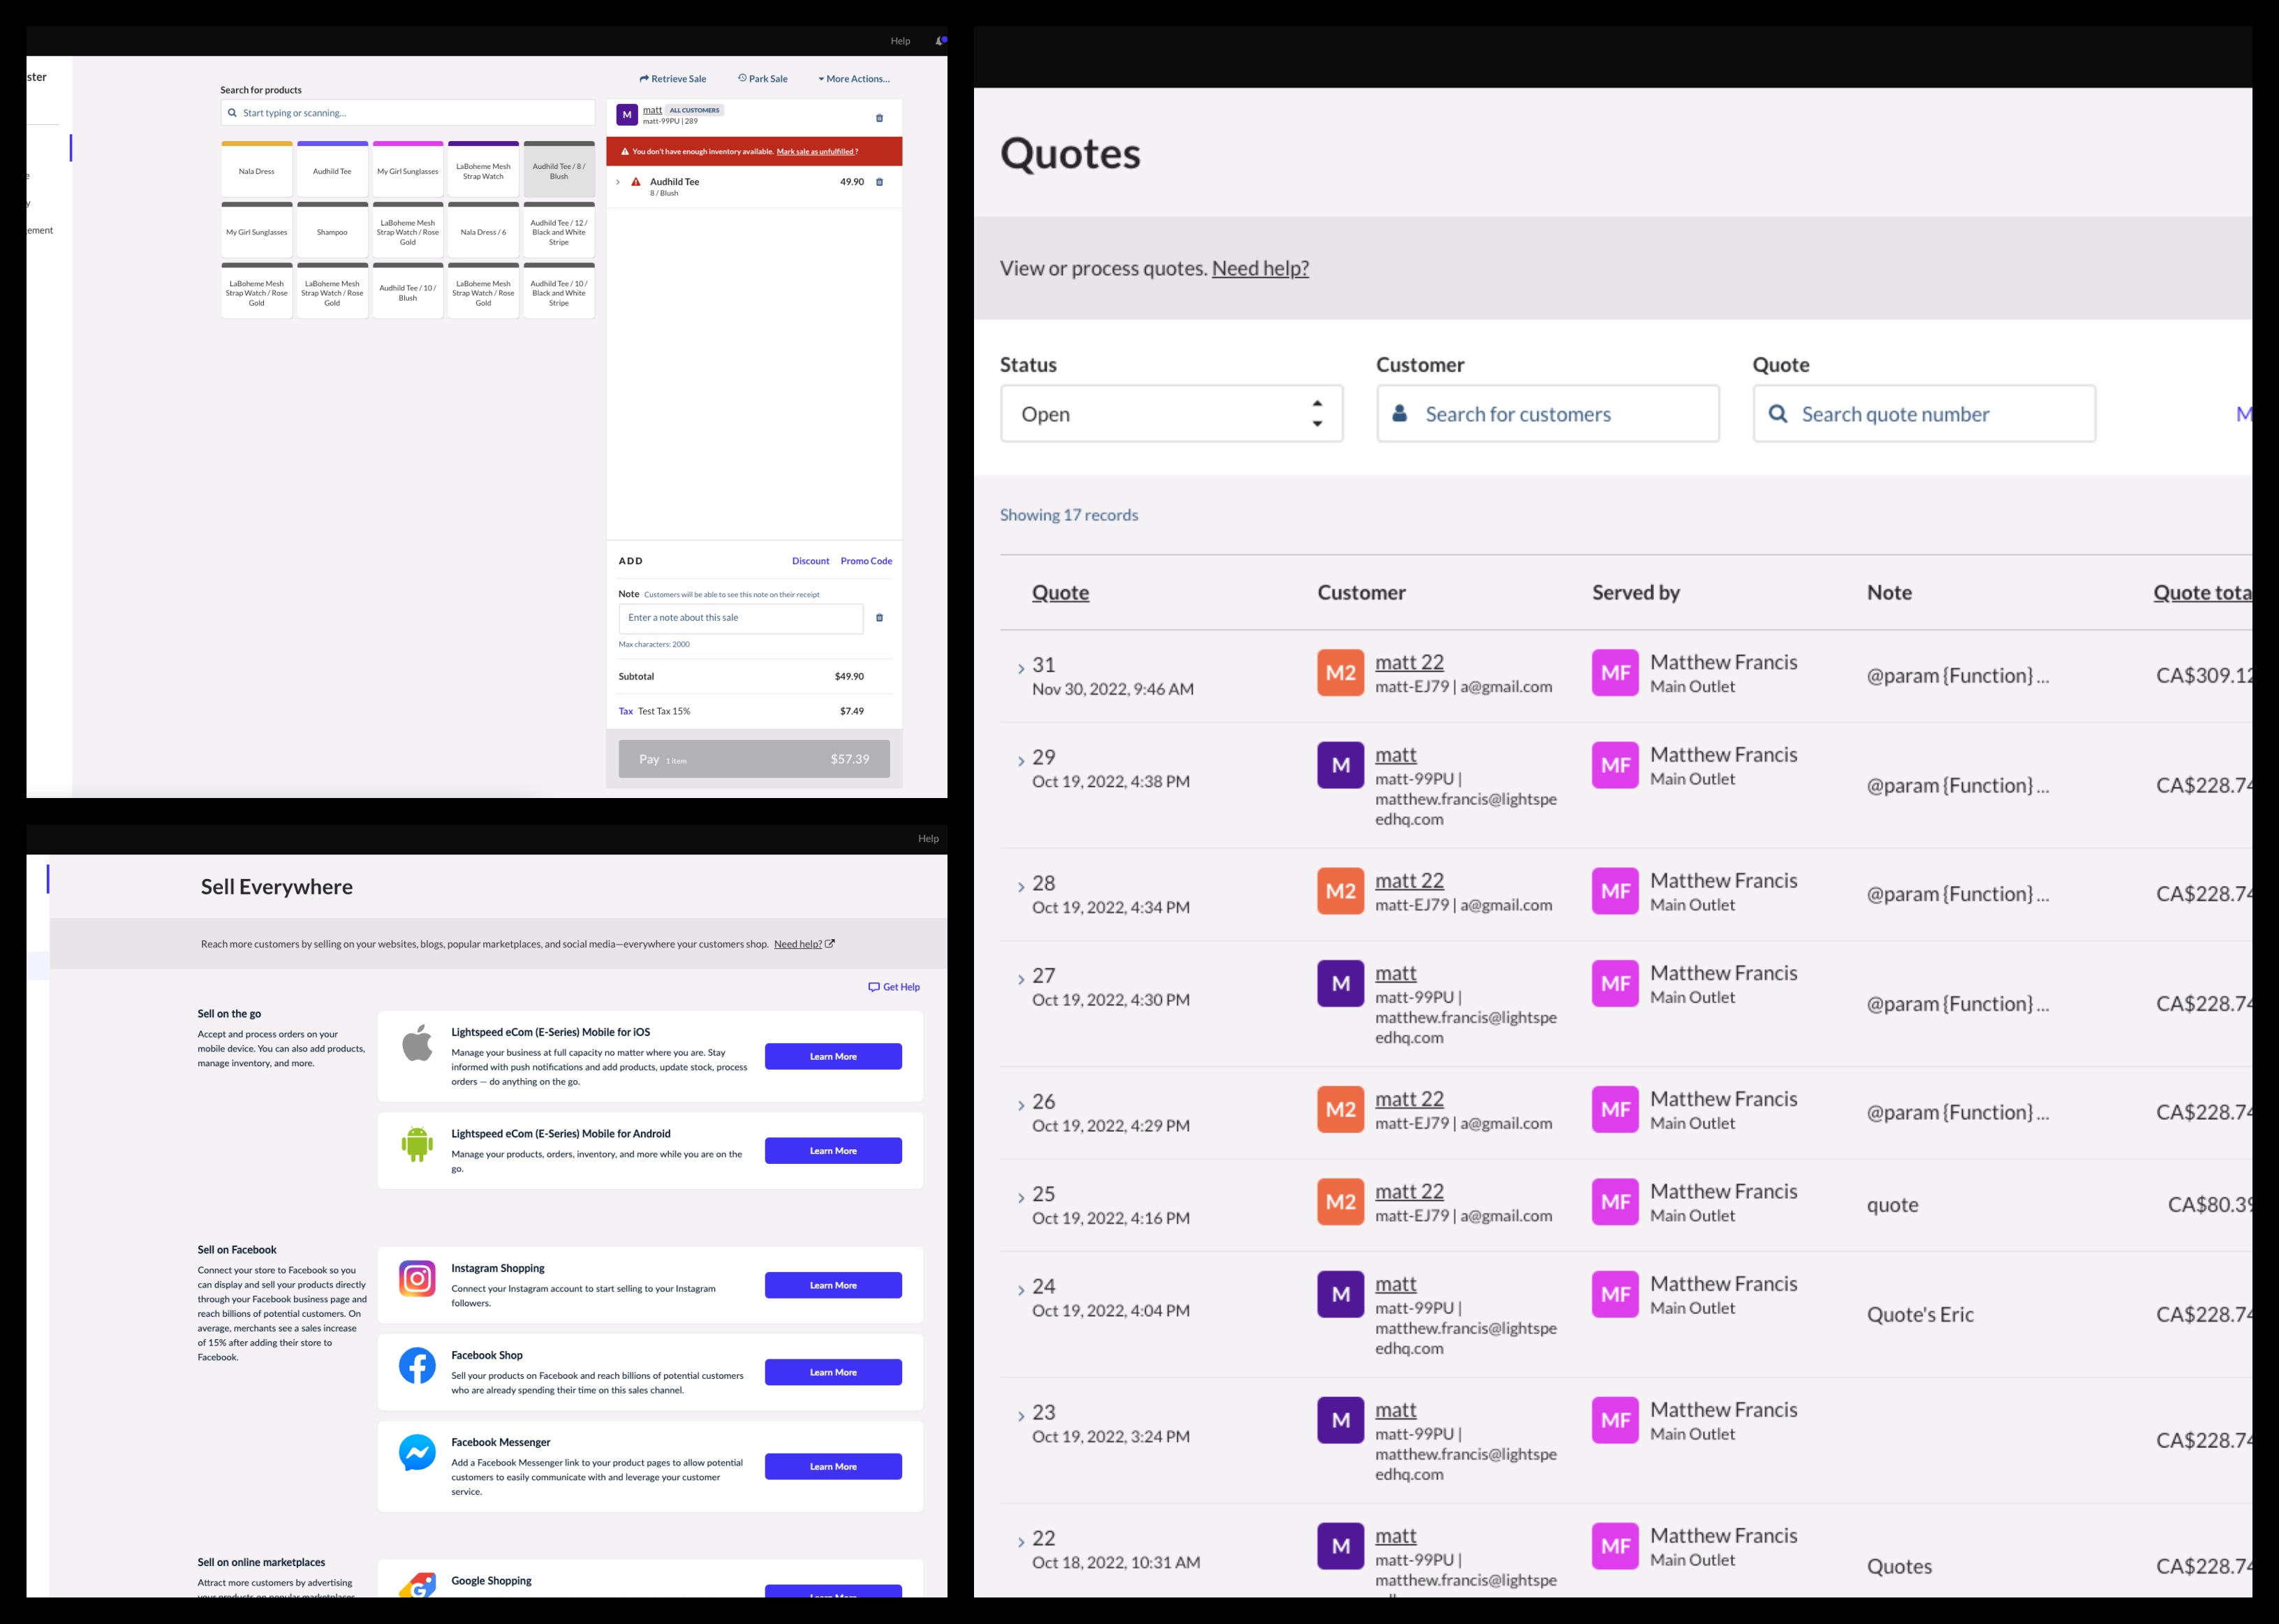 Help
ster
ement
Retrieve Sale
Park Sale
More Actions...
Search for products
Start typing or scanning...
M
matt ALL CUSTOMERS
matt-99PU | 289
You don't have enough inventory available. Mark sale as unfulfilled ?
Audhild Tee 49.90
8 / Blush
Nala Dress
Audhild Tee
My Girl Sunglasses
LaBoheme Mesh
Strap Watch
Audhild Tee / 8 /
Blush
My Girl Sunglasses
Shampoo
LaBoheme Mesh
Strap Watch / Rose
Gold
Nala Dress / 6
Audhild Tee / 12 /
Black and White
Stripe
LaBoheme Mesh
Strap Watch / Rose
Gold
LaBoheme Mesh
Strap Watch / Rose
Gold
Audhild Tee / 10 /
Blush
LaBoheme Mesh
Strap Watch / Rose
Gold
Audhild Tee / 10 /
Black and White
Stripe
ADD Discount Promo Code
Note Customers will be able to see this note on their receipt
Enter a note about this sale
Max characters: 2000
Subtotal $49.90
Tax Test Tax 15% $7.49
Pay 1 item $57.39
Help
Sell Everywhere
Reach more customers by selling on your websites, blogs, popular marketplaces, and social media—everywhere your customers shop. Need help?
Get Help
Sell on the go
Accept and process orders on your
mobile device. You can also add products,
manage inventory, and more.
Lightspeed eCom (E-Series) Mobile for iOS
Manage your business at full capacity no matter where you are. Stay
informed with push notifications and add products, update stock, process
orders — do anything on the go.
Learn More
Lightspeed eCom (E-Series) Mobile for Android
Manage your products, orders, inventory, and more while you are on the
go.
Learn More
Sell on Facebook
Connect your store to Facebook so you
can display and sell your products directly
through your Facebook business page and
reach billions of potential customers. On
average, merchants see a sales increase
of 15% after adding their store to
Facebook.
Instagram Shopping
Connect your Instagram account to start selling to your Instagram
followers.
Learn More
Facebook Shop
Sell your products on Facebook and reach billions of potential customers
who are already spending their time on this sales channel.
Learn More
Facebook Messenger
Add a Facebook Messenger link to your product pages to allow potential
customers to easily communicate with and leverage your customer
service.
Learn More
Sell on online marketplaces
Attract more customers by advertising
your products on popular marketplaces
Google Shopping
Learn More
Quotes
View or process quotes. Need help?
Status Customer Quote
Open Search for customers Search quote number M
Showing 17 records
Quote Customer Served by Note Quote tota
31
Nov 30, 2022, 9:46 AM
M2
matt 22
matt-EJ79 | a@gmail.com
MF
Matthew Francis
Main Outlet
@param {Function} ...
CA$309.12
29
Oct 19, 2022, 4:38 PM
M
matt
matt-99PU |
matthew.francis@lightspe
edhq.com
MF
Matthew Francis
Main Outlet
@param {Function} ...
CA$228.74
28
Oct 19, 2022, 4:34 PM
M2
matt 22
matt-EJ79 | a@gmail.com
MF
Matthew Francis
Main Outlet
@param {Function} ...
CA$228.74
27
Oct 19, 2022, 4:30 PM
M
matt
matt-99PU |
matthew.francis@lightspe
edhq.com
MF
Matthew Francis
Main Outlet
@param {Function} ...
CA$228.74
26
Oct 19, 2022, 4:29 PM
M2
matt 22
matt-EJ79 | a@gmail.com
MF
Matthew Francis
Main Outlet
@param {Function} ...
CA$228.74
25
Oct 19, 2022, 4:16 PM
M2
matt 22
matt-EJ79 | a@gmail.com
MF
Matthew Francis
Main Outlet
quote
CA$80.39
24
Oct 19, 2022, 4:04 PM
M
matt
matt-99PU |
matthew.francis@lightspe
edhq.com
MF
Matthew Francis
Main Outlet
Quote's Eric
CA$228.74
23
Oct 19, 2022, 3:24 PM
M
matt
matt-99PU |
matthew.francis@lightspe
edhq.com
MF
Matthew Francis
Main Outlet
CA$228.74
22
Oct 18, 2022, 10:31 AM
M
matt
matt-99PU |
matthew.francis@lightspe
MF
Matthew Francis
Main Outlet
Quotes
CA$228.74